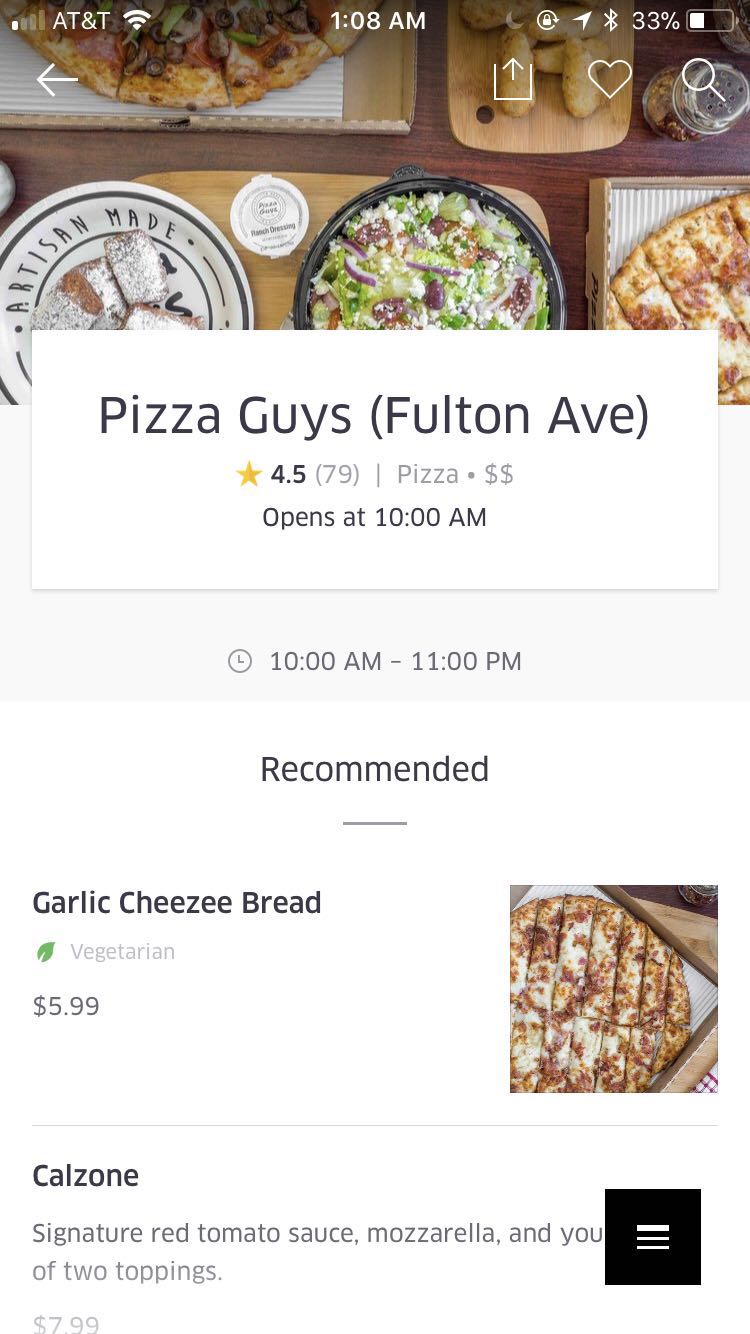 AT&T 1:08 AM 33%
ARTISAN MADE
Pizza Guys
Ranch Dressing
Pizza Guys (Fulton Ave)
4.5 (79) | Pizza • $$
Opens at 10:00 AM
10:00 AM – 11:00 PM
Recommended
Garlic Cheezee Bread
Vegetarian
$5.99
Calzone
Signature red tomato sauce, mozzarella, and you
of two toppings.
$7.99